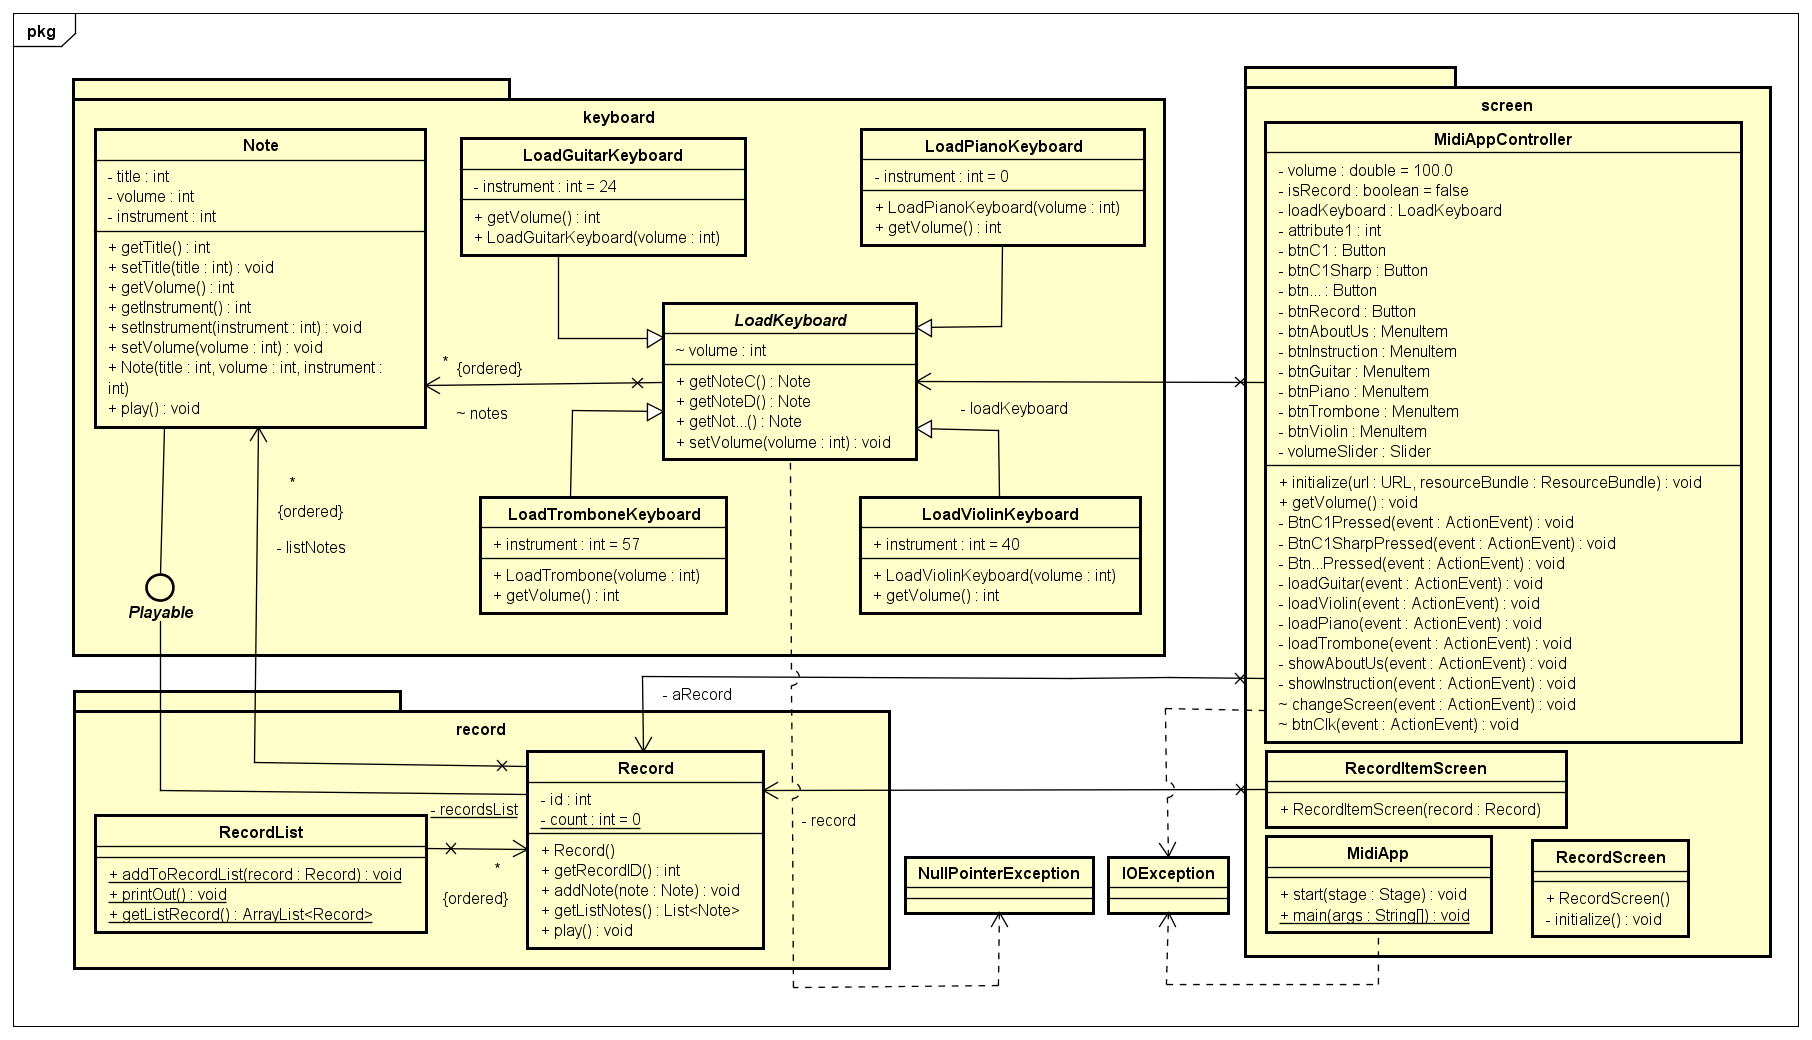 pkg
keyboard
Note
- title : int
- volume : int
- instrument : int
+ getTitle() : int
+ setTitle(title : int) : void
+ getVolume() : int
+ getInstrument() : int
+ setInstrument(instrument : int) : void
+ setVolume(volume : int) : void
+ Note(title : int, volume : int, instrument :
int)
+ play() : void
LoadGuitarKeyboard
- instrument : int = 24
+ getVolume() : int
+ LoadGuitarKeyboard(volume : int)
LoadPianoKeyboard
- instrument : int = 0
+ LoadPianoKeyboard(volume : int)
+ getVolume() : int
LoadKeyboard
~ volume : int
+ getNoteC() : Note
+ getNoteD() : Note
+ getNot...() : Note
+ setVolume(volume : int) : void
*
{ordered}
~ notes
- loadKeyboard
*
{ordered}
- listNotes
LoadTromboneKeyboard
+ instrument : int = 57
+ LoadTrombone(volume : int)
+ getVolume() : int
LoadViolinKeyboard
+ instrument : int = 40
+ LoadViolinKeyboard(volume : int)
+ getVolume() : int
Playable
- aRecord
record
Record
- id : int
- count : int = 0
+ Record()
+ getRecordID() : int
+ addNote(note : Note) : void
+ getListNotes() : List<Note>
+ play() : void
- recordsList
*
{ordered}
RecordList
+ addToRecordList(record : Record) : void
+ printOut() : void
+ getListRecord() : ArrayList<Record>
- record
NullPointerException
IOException
screen
MidiAppController
- volume : double = 100.0
- isRecord : boolean = false
- loadKeyboard : LoadKeyboard
- attribute1 : int
- btnC1 : Button
- btnC1Sharp : Button
- btn... : Button
- btnRecord : Button
- btnAboutUs : MenuItem
- btnInstruction : MenuItem
- btnGuitar : MenuItem
- btnPiano : MenuItem
- btnTrombone : MenuItem
- btnViolin : MenuItem
- volumeSlider : Slider
+ initialize(url : URL, resourceBundle : ResourceBundle) : void
+ getVolume() : void
- BtnC1Pressed(event : ActionEvent) : void
- BtnC1SharpPressed(event : ActionEvent) : void
- Btn...Pressed(event : ActionEvent) : void
- loadGuitar(event : ActionEvent) : void
- loadViolin(event : ActionEvent) : void
- loadPiano(event : ActionEvent) : void
- loadTrombone(event : ActionEvent) : void
- showAboutUs(event : ActionEvent) : void
- showInstruction(event : ActionEvent) : void
~ changeScreen(event : ActionEvent) : void
~ btnClk(event : ActionEvent) : void
RecordItemScreen
+ RecordItemScreen(record : Record)
MidiApp
+ start(stage : Stage) : void
+ main(args : String[]) : void
RecordScreen
+ RecordScreen()
- initialize() : void